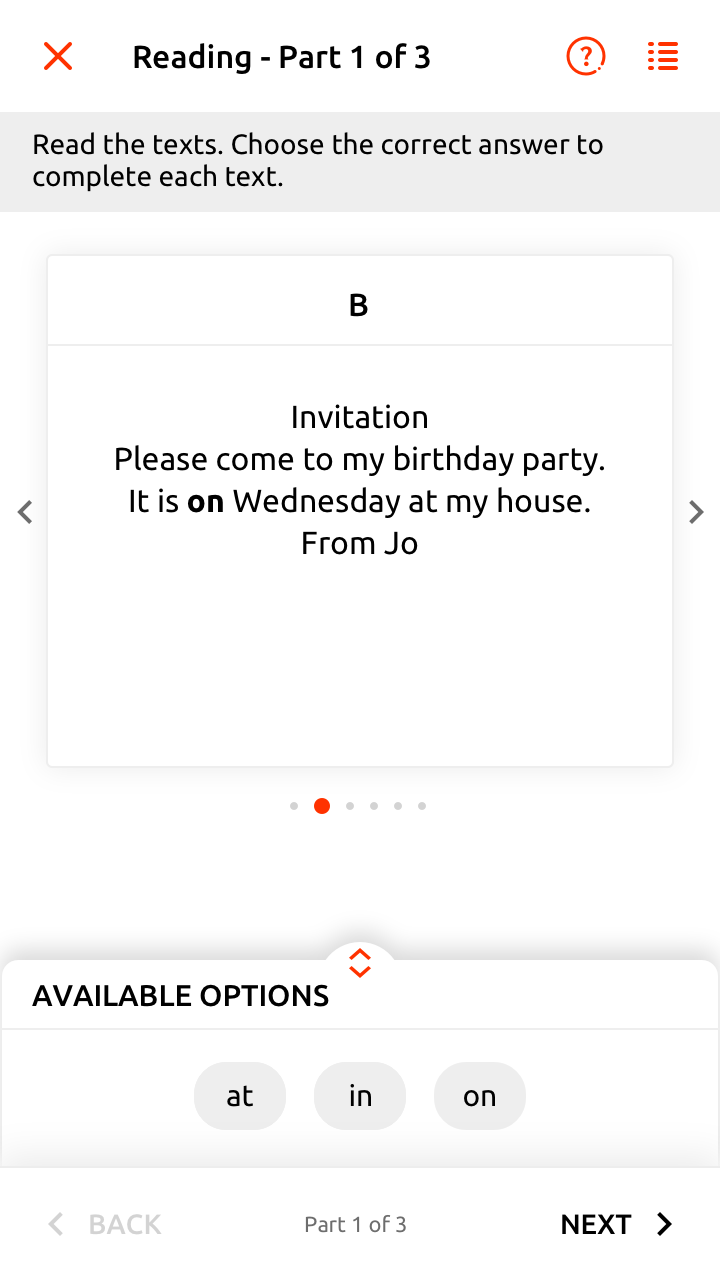 Reading - Part 1 of 3
Read the texts. Choose the correct answer to
complete each text.
B
Invitation
Please come to my birthday party.
It is on Wednesday at my house.
From Jo
AVAILABLE OPTIONS
at in on
BACK Part 1 of 3 NEXT